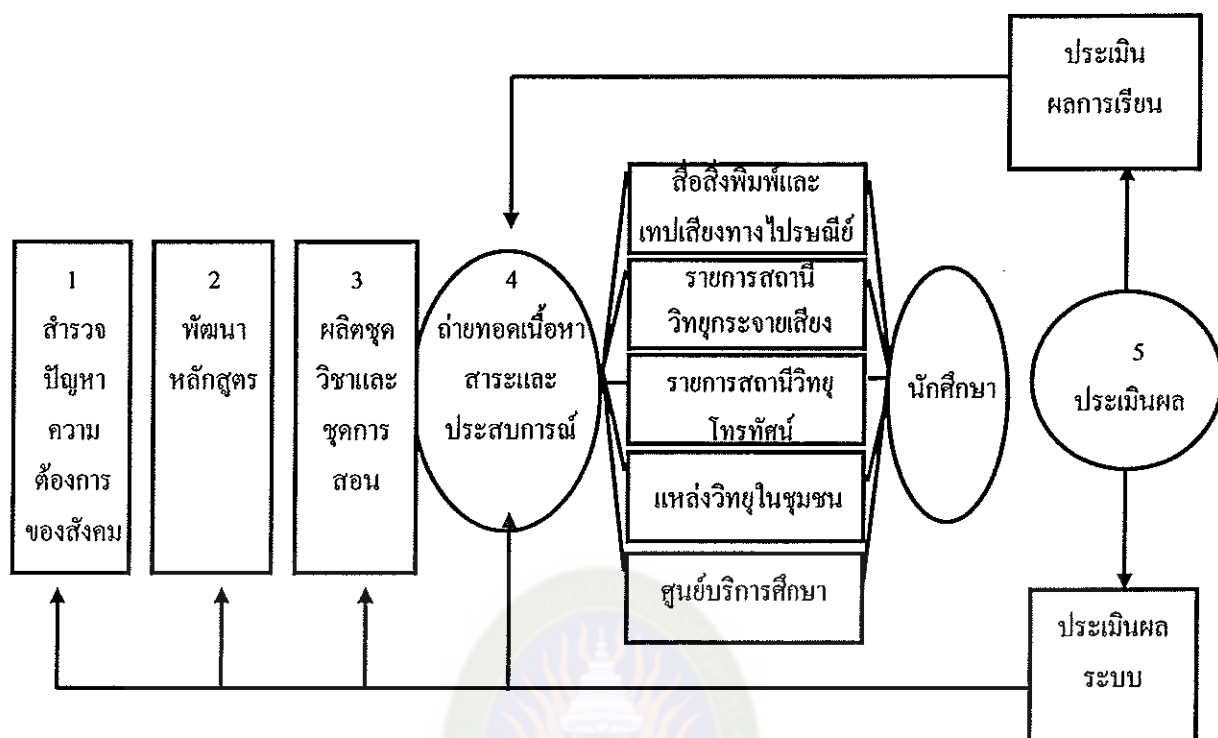 ประเมิน
ผลการเรียน
สื่อสิ่งพิมพ์และ
เทปเสียงทางไปรษณีย์
รายการสถานี
วิทยุกระจายเสียง
รายการสถานีวิทยุ
โทรทัศน์
แหล่งวิทยุในชุมชน
ศูนย์บริการศึกษา
1
สำรวจ
ปัญหา
ความ
ต้องการ
ของสังคม
2
พัฒนา
หลักสูตร
3
ผลิตชุด
วิชาและ
ชุดการ
สอน
4
ถ่ายทอดเนื้อหา
สาระและ
ประสบการณ์
นักศึกษา
5
ประเมินผล
ประเมินผล
ระบบ